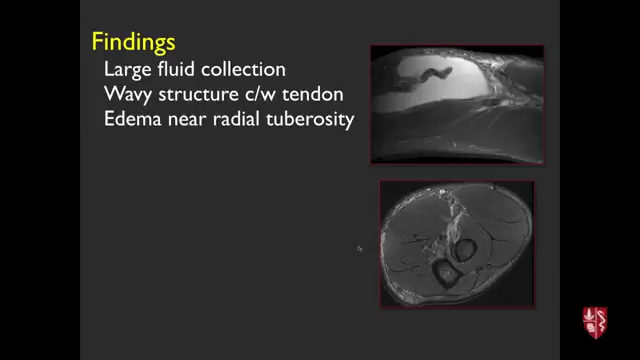 Findings
Large fluid collection
Wavy structure c/w tendon
Edema near radial tuberosity